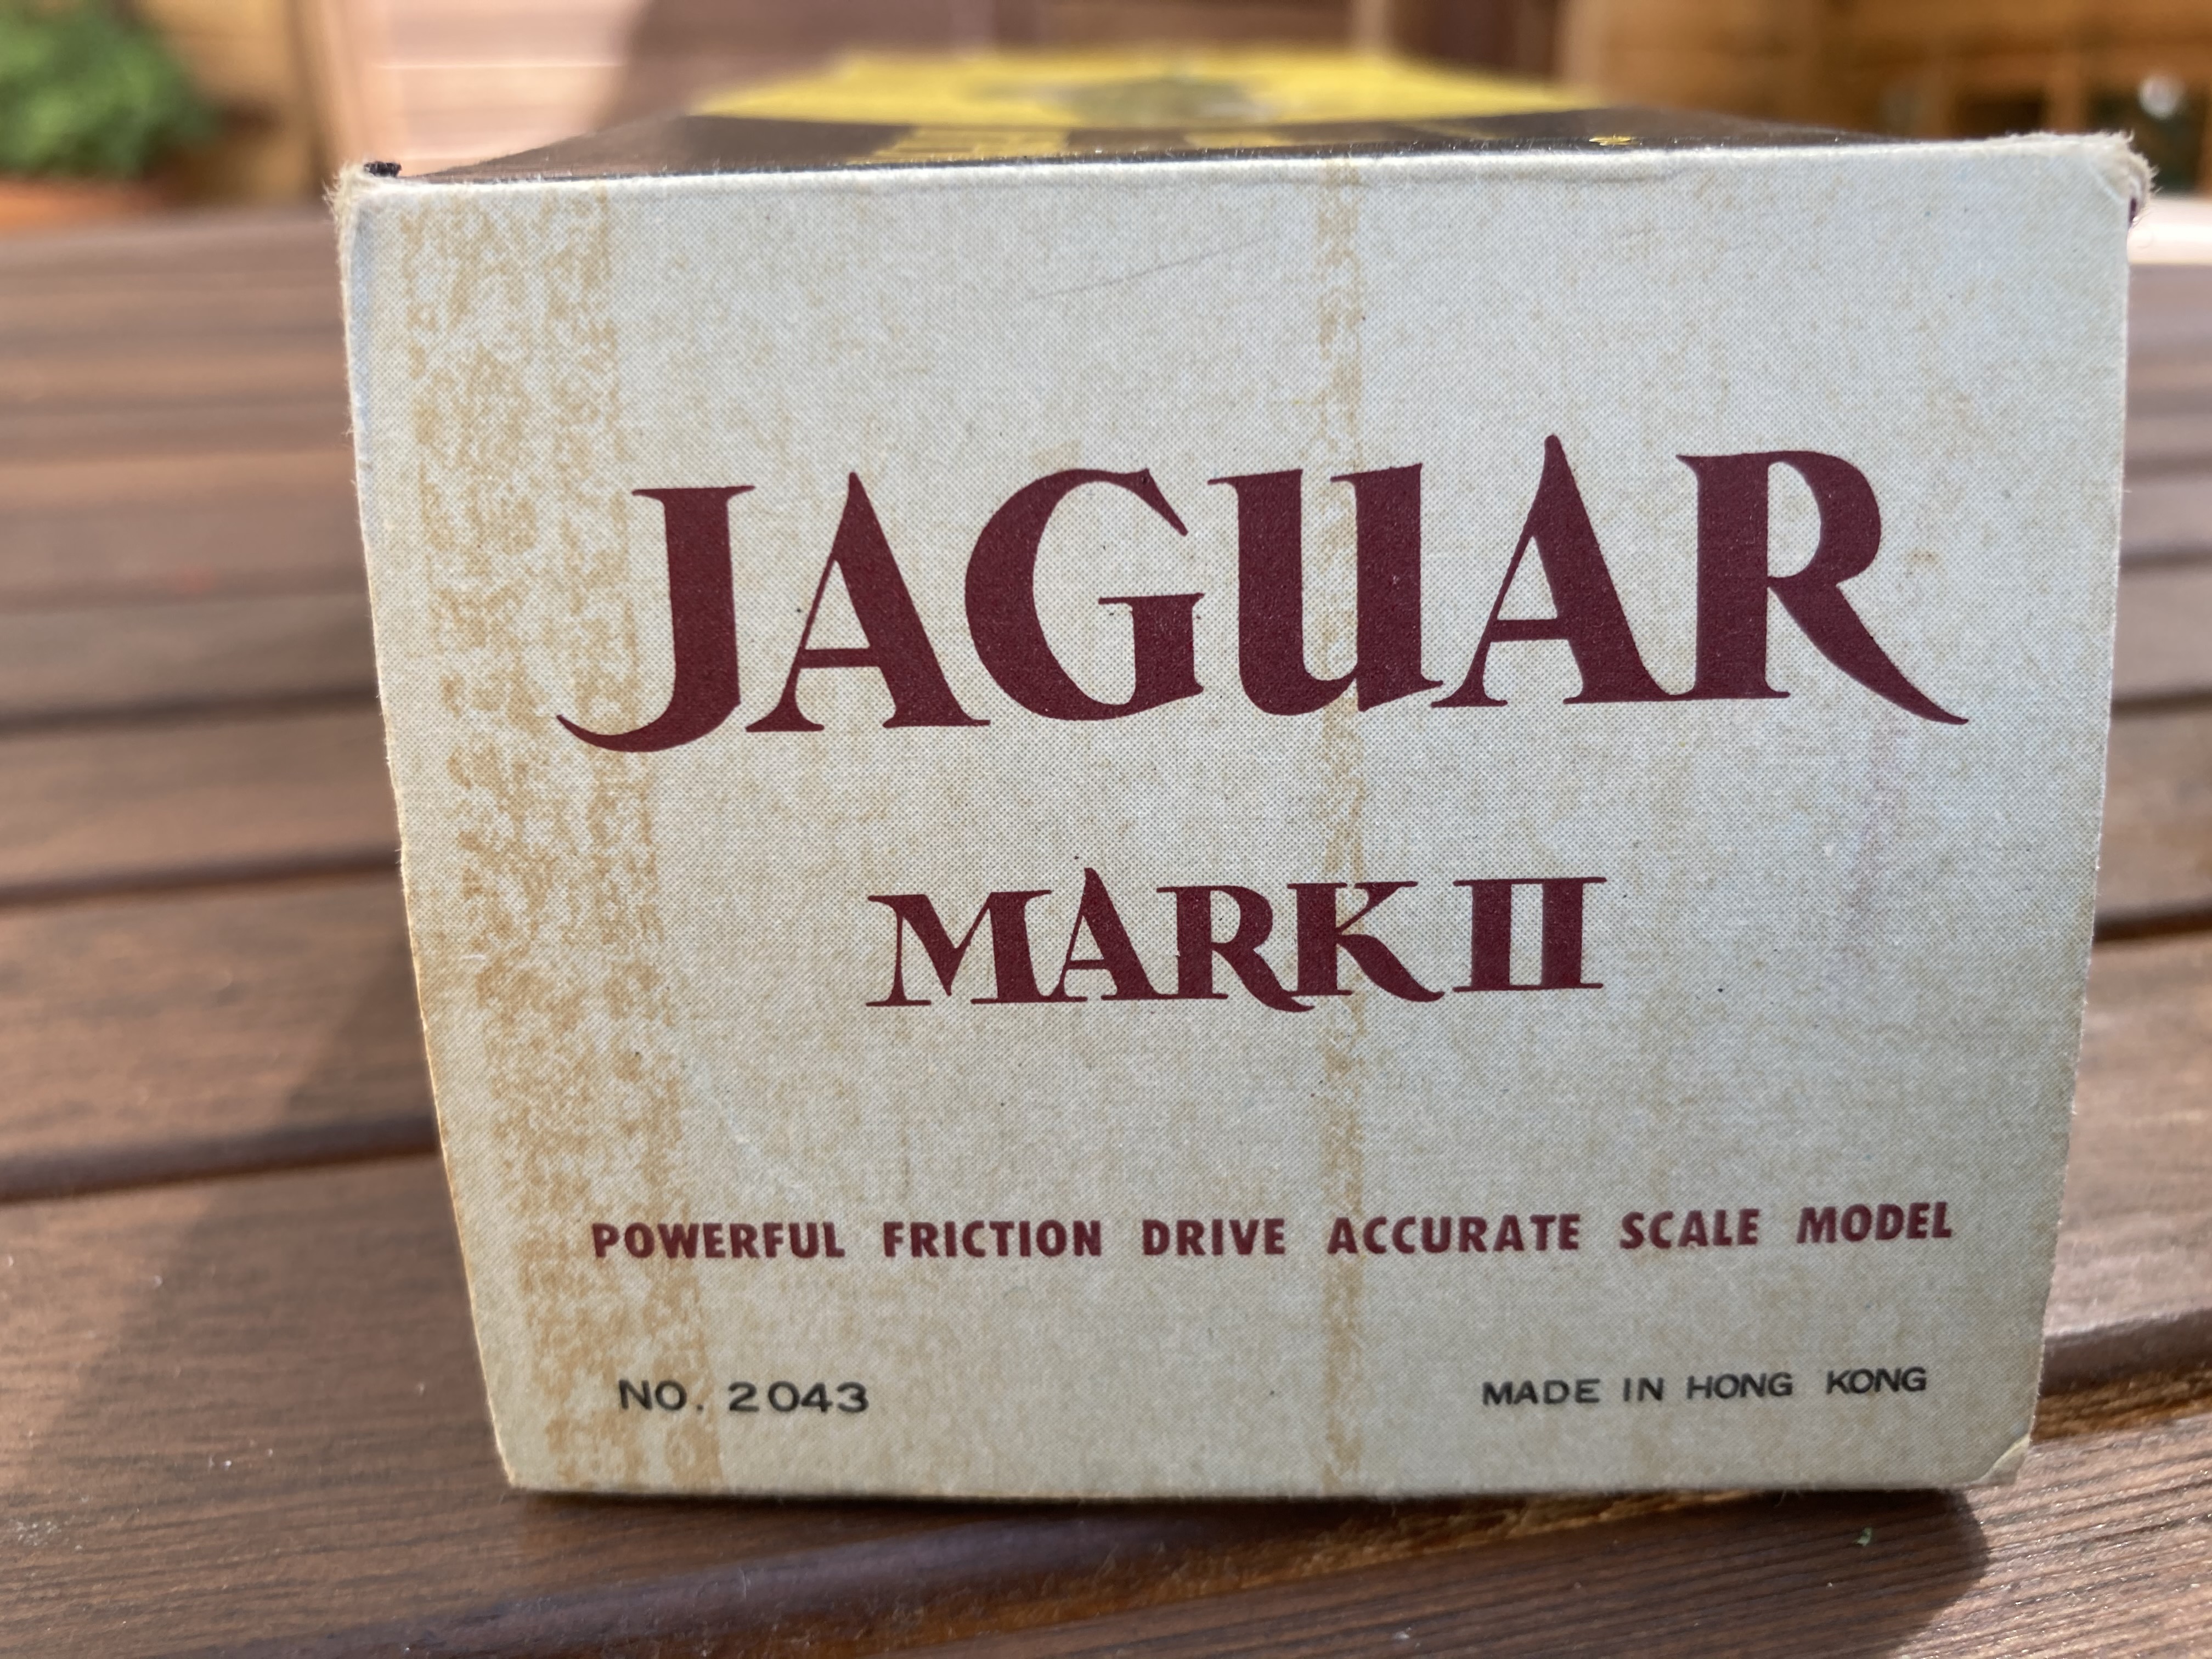 JAGUAR
MARK II
POWERFUL FRICTION DRIVE ACCURATE SCALE MODEL
NO. 2043
MADE IN HONG KONG